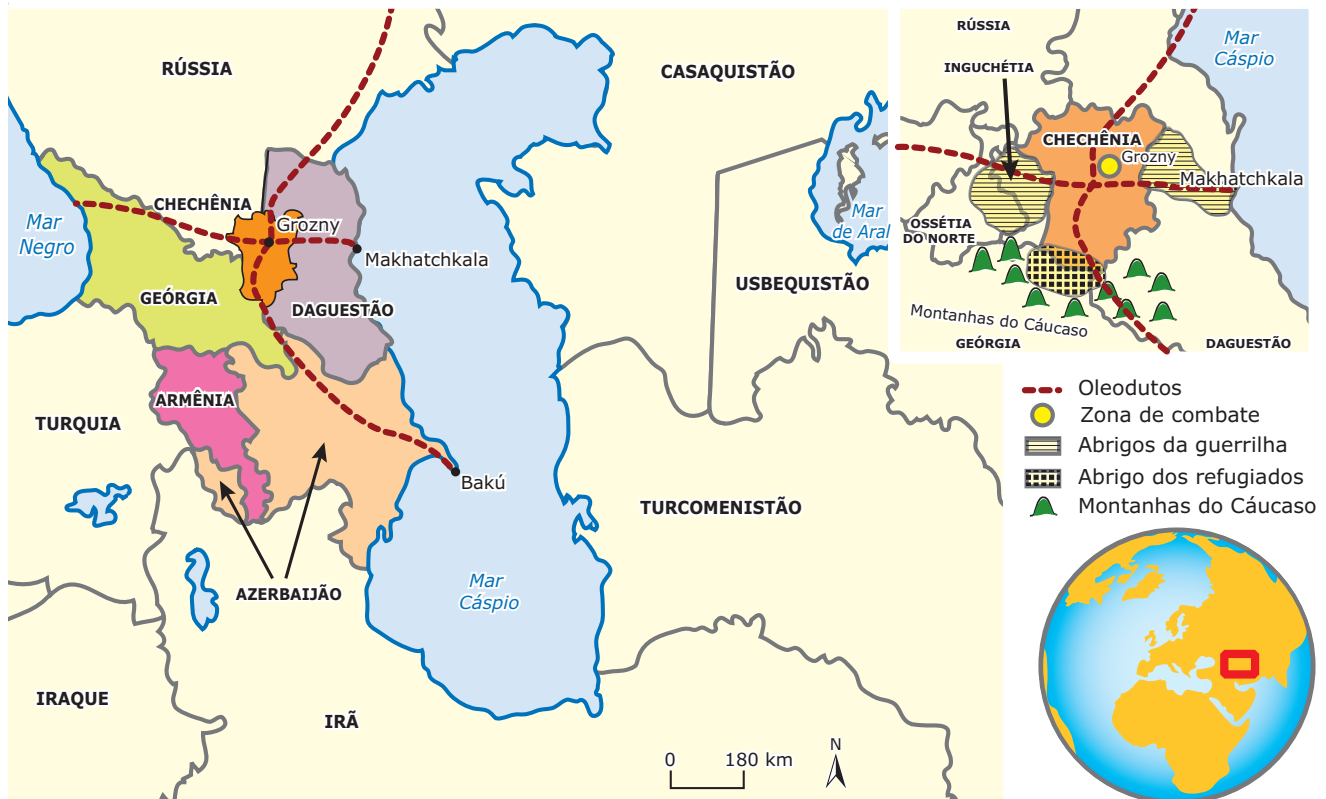 RÚSSIA
CASAQUISTÃO
CHECHÊNIA
Mar
Negro
Grozny
Makhatchkala
Mar
de Aral
GEÓRGIA
DAGUESTÃO
USBEQUISTÃO
ARMÊNIA
TURQUIA
Bakú
TURCOMENISTÃO
AZERBAIJÃO
Mar
Cáspio
IRAQUE
IRÃ
0 180 km
N
RÚSSIA
Mar
Cáspio
INGUCHÉTIA
CHECHÊNIA
Grozny
Makhatchkala
OSSÉTIA
DO NORTE
Montanhas do Cáucaso
GEÓRGIA
DAGUESTÃO
Oleodutos
Zona de combate
Abrigos da guerrilha
Abrigo dos refugiados
Montanhas do Cáucaso